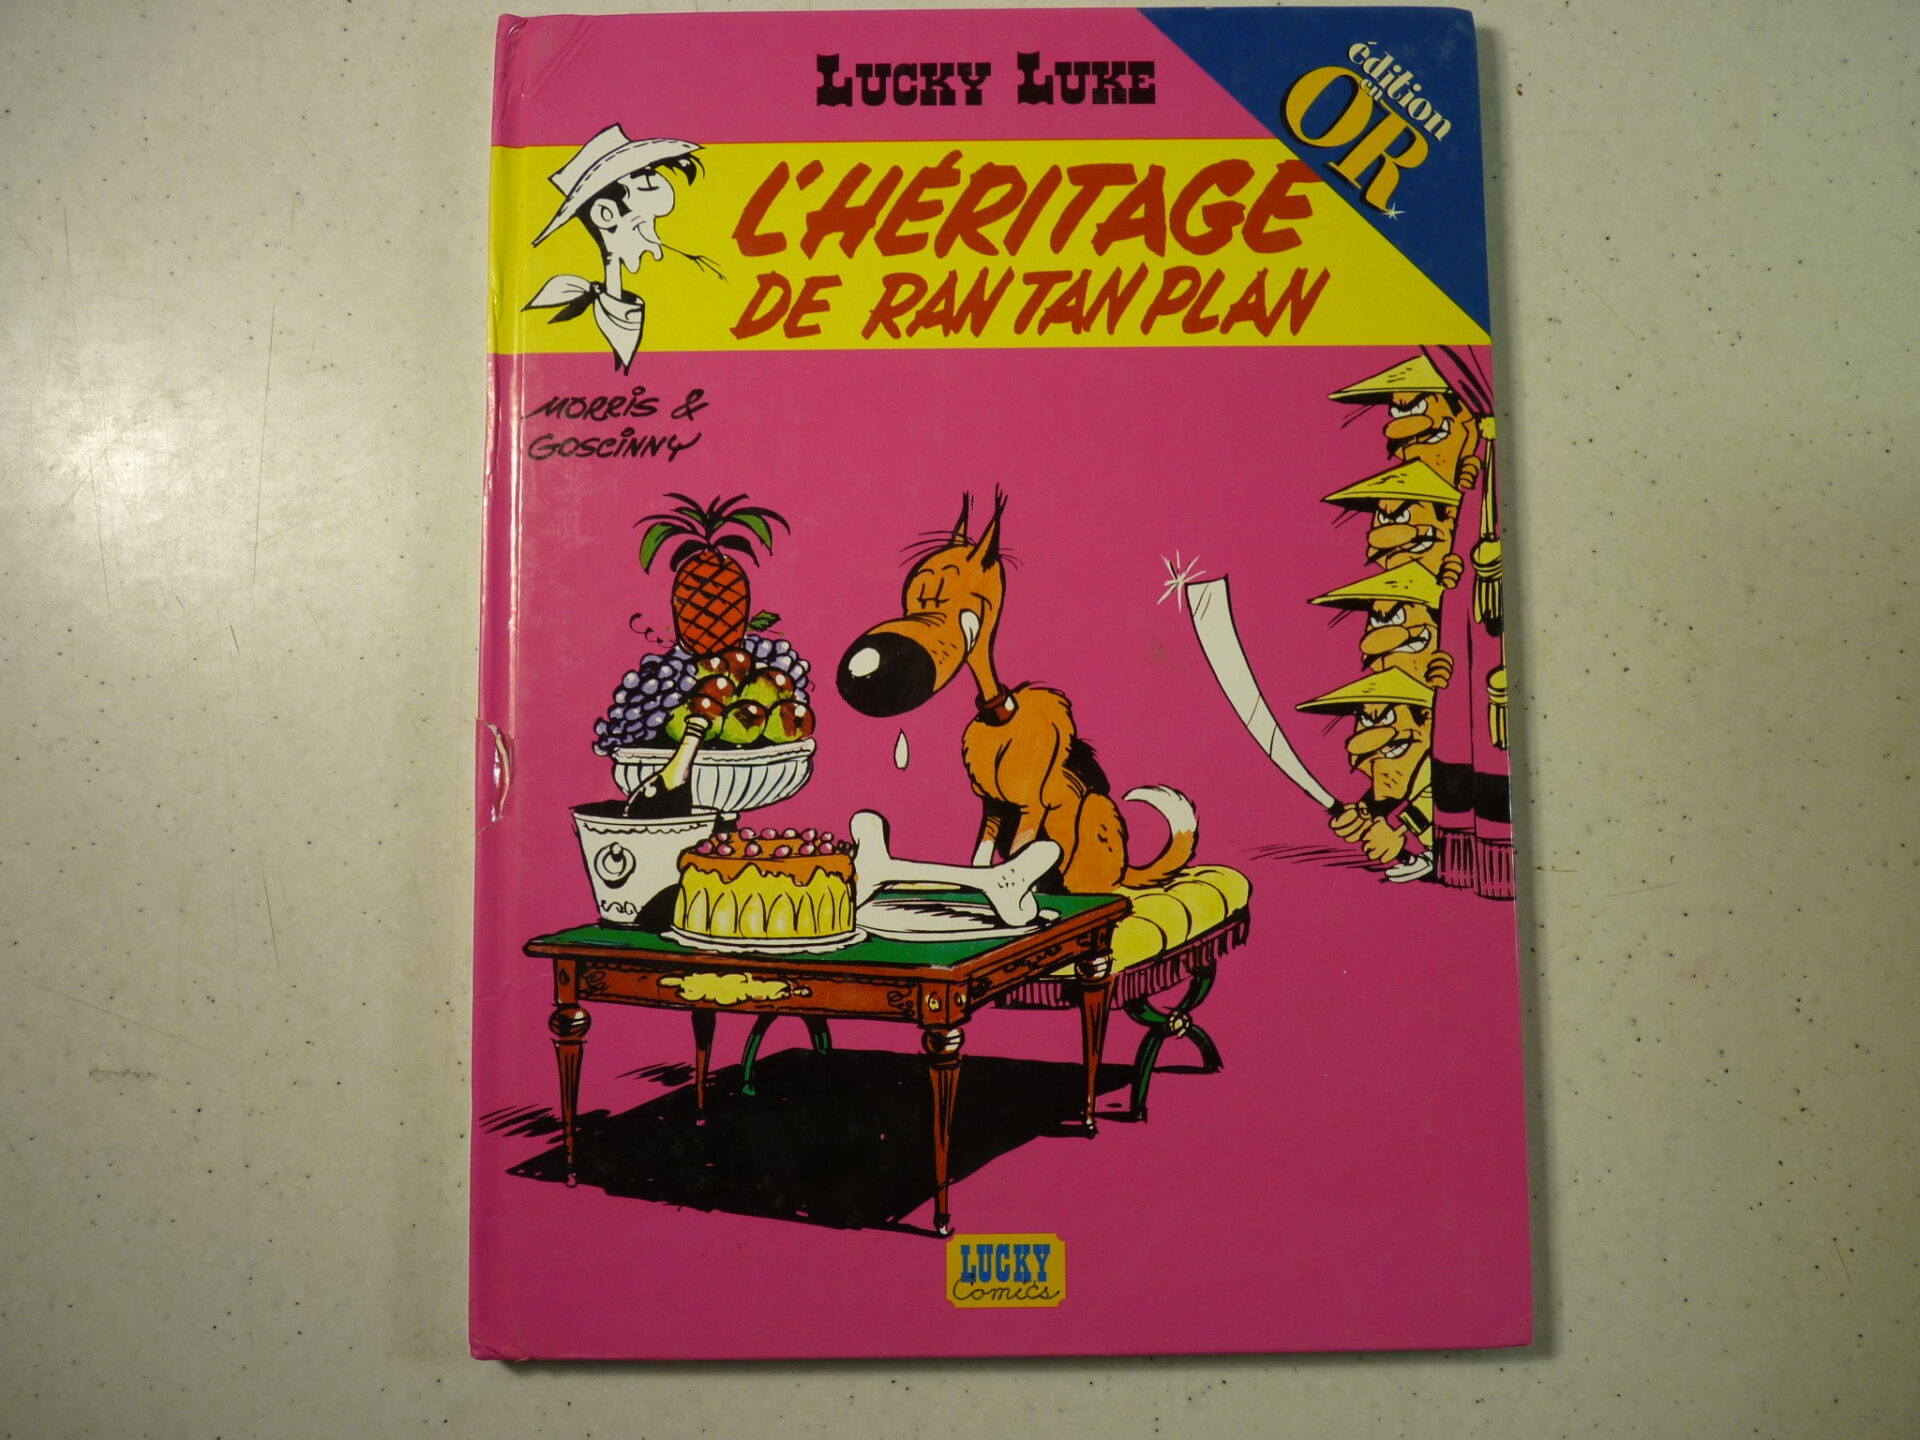 LUCKY LUKE
édition
en
OR
L'HÉRITAGE
DE RANTANPLAN
MORRIS &
GOSCINNY
LUCKY
Comics